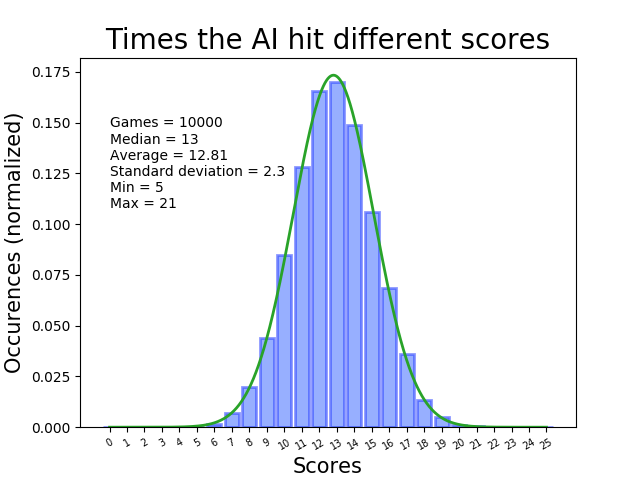 Times the AI hit different scores
Occurences (normalized)
0.175
0.150
0.125
0.100
0.075
0.050
0.025
0.000
Games = 10000
Median = 13
Average = 12.81
Standard deviation = 2.3
Min = 5
Max = 21
0 1 2 3 4 5 6 7 8 9 10 11 12 13 14 15 16 17 18 19 20 21 22 23 24 25
Scores